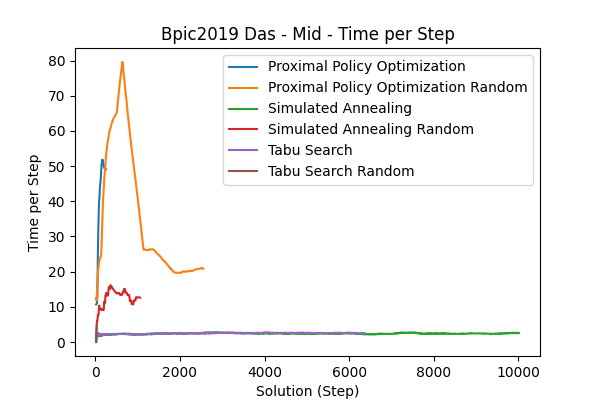 Bpic2019 Das - Mid - Time per Step
Time per Step
80
70
60
50
40
30
20
10
0
Proximal Policy Optimization
Proximal Policy Optimization Random
Simulated Annealing
Simulated Annealing Random
Tabu Search
Tabu Search Random
0 2000 4000 6000 8000 10000
Solution (Step)